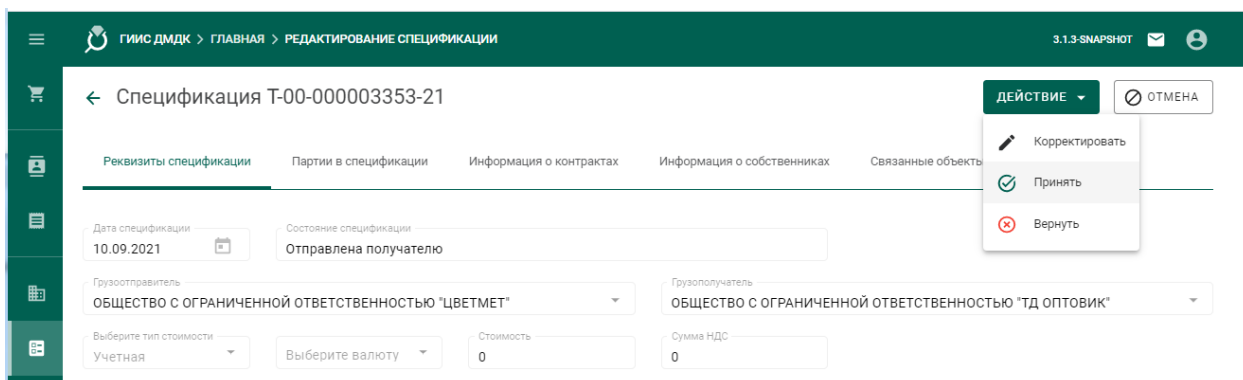 ГИИС ДМДК > ГЛАВНАЯ > РЕДАКТИРОВАНИЕ СПЕЦИФИКАЦИИ
3.1.3-SNAPSHOT
Спецификация Т-00-000003353-21
ДЕЙСТВИЕ
ОТМЕНА
Корректировать
Принять
Вернуть
Реквизиты спецификации
Партии в спецификации
Информация о контрактах
Информация о собственниках
Связанные объекты
Дата спецификации
10.09.2021
Состояние спецификации
Отправлена получателю
Грузоотправитель
ОБЩЕСТВО С ОГРАНИЧЕННОЙ ОТВЕТСТВЕННОСТЬЮ "ЦВЕТМЕТ"
Грузополучатель
ОБЩЕСТВО С ОГРАНИЧЕННОЙ ОТВЕТСТВЕННОСТЬЮ "ТД ОПТОВИК"
Выберите тип стоимости
Учетная
Выберите валюту
Стоимость
0
Сумма НДС
0